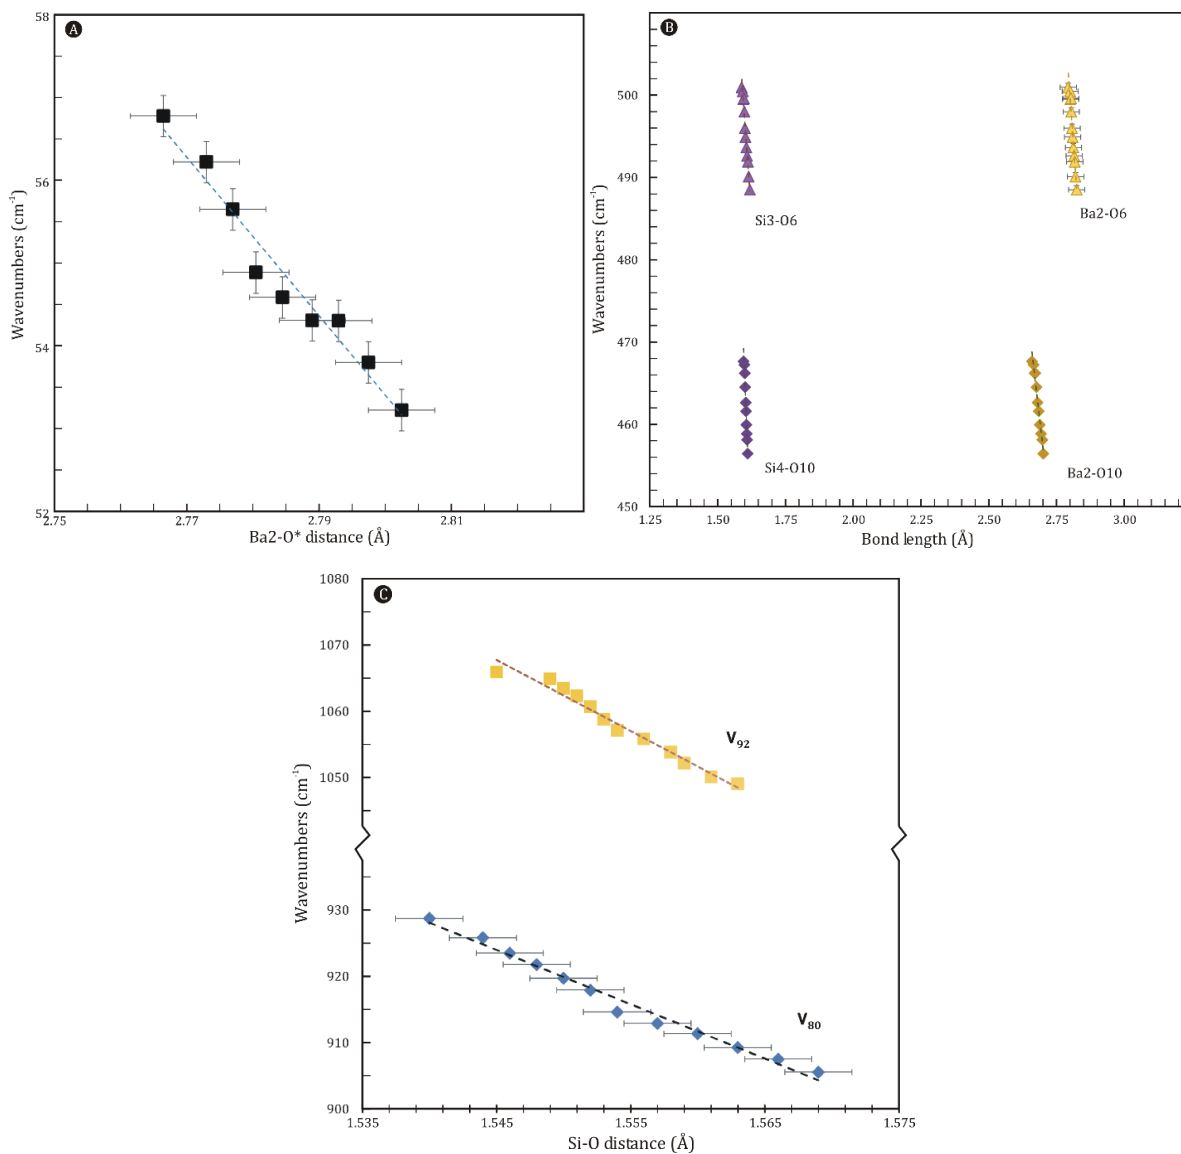 A
58
56
54
52
Wavenumbers (cm⁻¹)
2.75
2.77
2.79
2.81
Ba2-O* distance (Å)
B
500
490
480
470
460
450
Wavenumbers (cm⁻¹)
Si3-O6
Ba2-O6
Si4-O10
Ba2-O10
1.25
1.50
1.75
2.00
2.25
2.50
2.75
3.00
Bond length (Å)
C
1080
1070
1060
1050
930
920
910
900
Wavenumbers (cm⁻¹)
V₉₂
V₈₀
1.535
1.545
1.555
1.565
1.575
Si-O distance (Å)